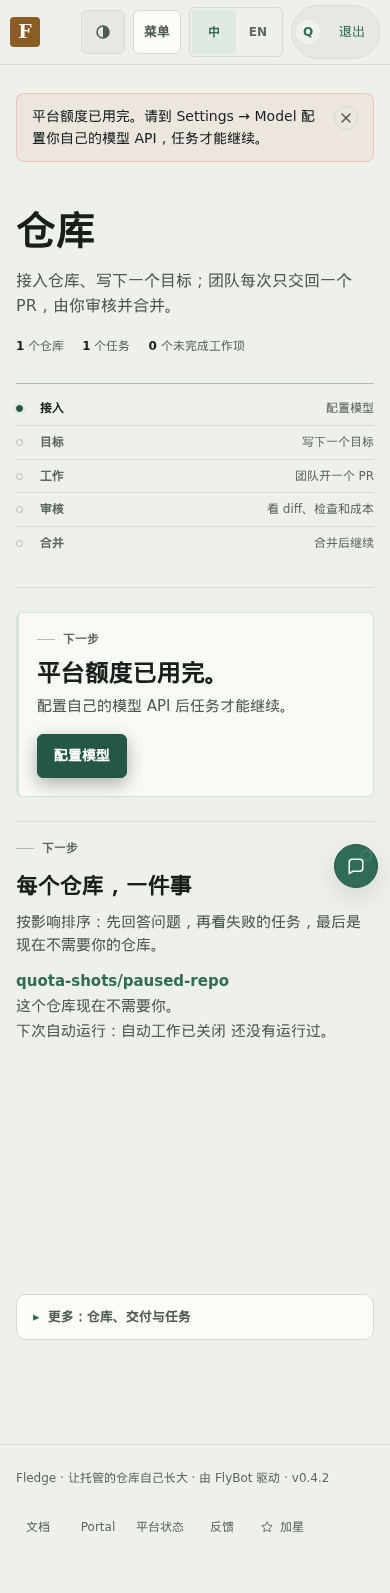 F
菜单
中
EN
Q
退出
平台额度已用完。请到 Settings → Model 配
置你自己的模型 API，任务才能继续。
仓库
接入仓库、写下一个目标；团队每次只交回一个
PR，由你审核并合并。
1 个仓库 1 个任务 0 个未完成工作项
接入 配置模型
目标 写下一个目标
工作 团队开一个 PR
审核 看 diff、检查和成本
合并 合并后继续
下一步
平台额度已用完。
配置自己的模型 API 后任务才能继续。
配置模型
下一步
每个仓库，一件事
按影响排序：先回答问题，再看失败的任务，最后是
现在不需要你的仓库。
quota-shots/paused-repo
这个仓库现在不需要你。
下次自动运行：自动工作已关闭 还没有运行过。
▸ 更多：仓库、交付与任务
Fledge · 让托管的仓库自己长大 · 由 FlyBot 驱动 · v0.4.2
文档 Portal 平台状态 反馈 ☆ 加星